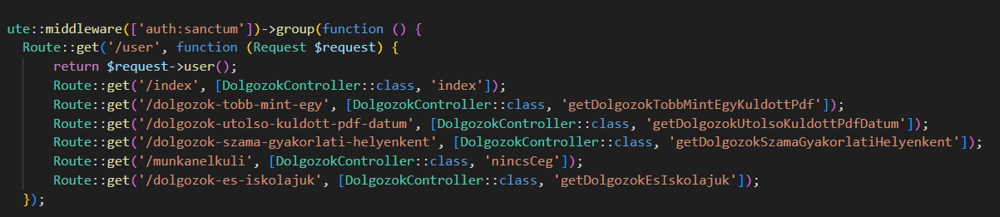 ute::middleware(['auth:sanctum'])->group(function () {
Route::get('/user', function (Request $request) {
return $request->user();
Route::get('/index', [DolgozokController::class, 'index']);
Route::get('/dolgozok-tobb-mint-egy', [DolgozokController::class, 'getDolgozokTobbMintEgyKuldottPdf']);
Route::get('/dolgozok-utolso-kuldott-pdf-datum', [DolgozokController::class, 'getDolgozokUtolsoKuldottPdfDatum']);
Route::get('/dolgozok-szama-gyakorlati-helyenkent', [DolgozokController::class, 'getDolgozokSzamaGyakorlatiHelyenkent']);
Route::get('/munkanelkuli', [DolgozokController::class, 'nincsCeg']);
Route::get('/dolgozok-es-iskolajuk', [DolgozokController::class, 'getDolgozokEsIskolajuk']);
});